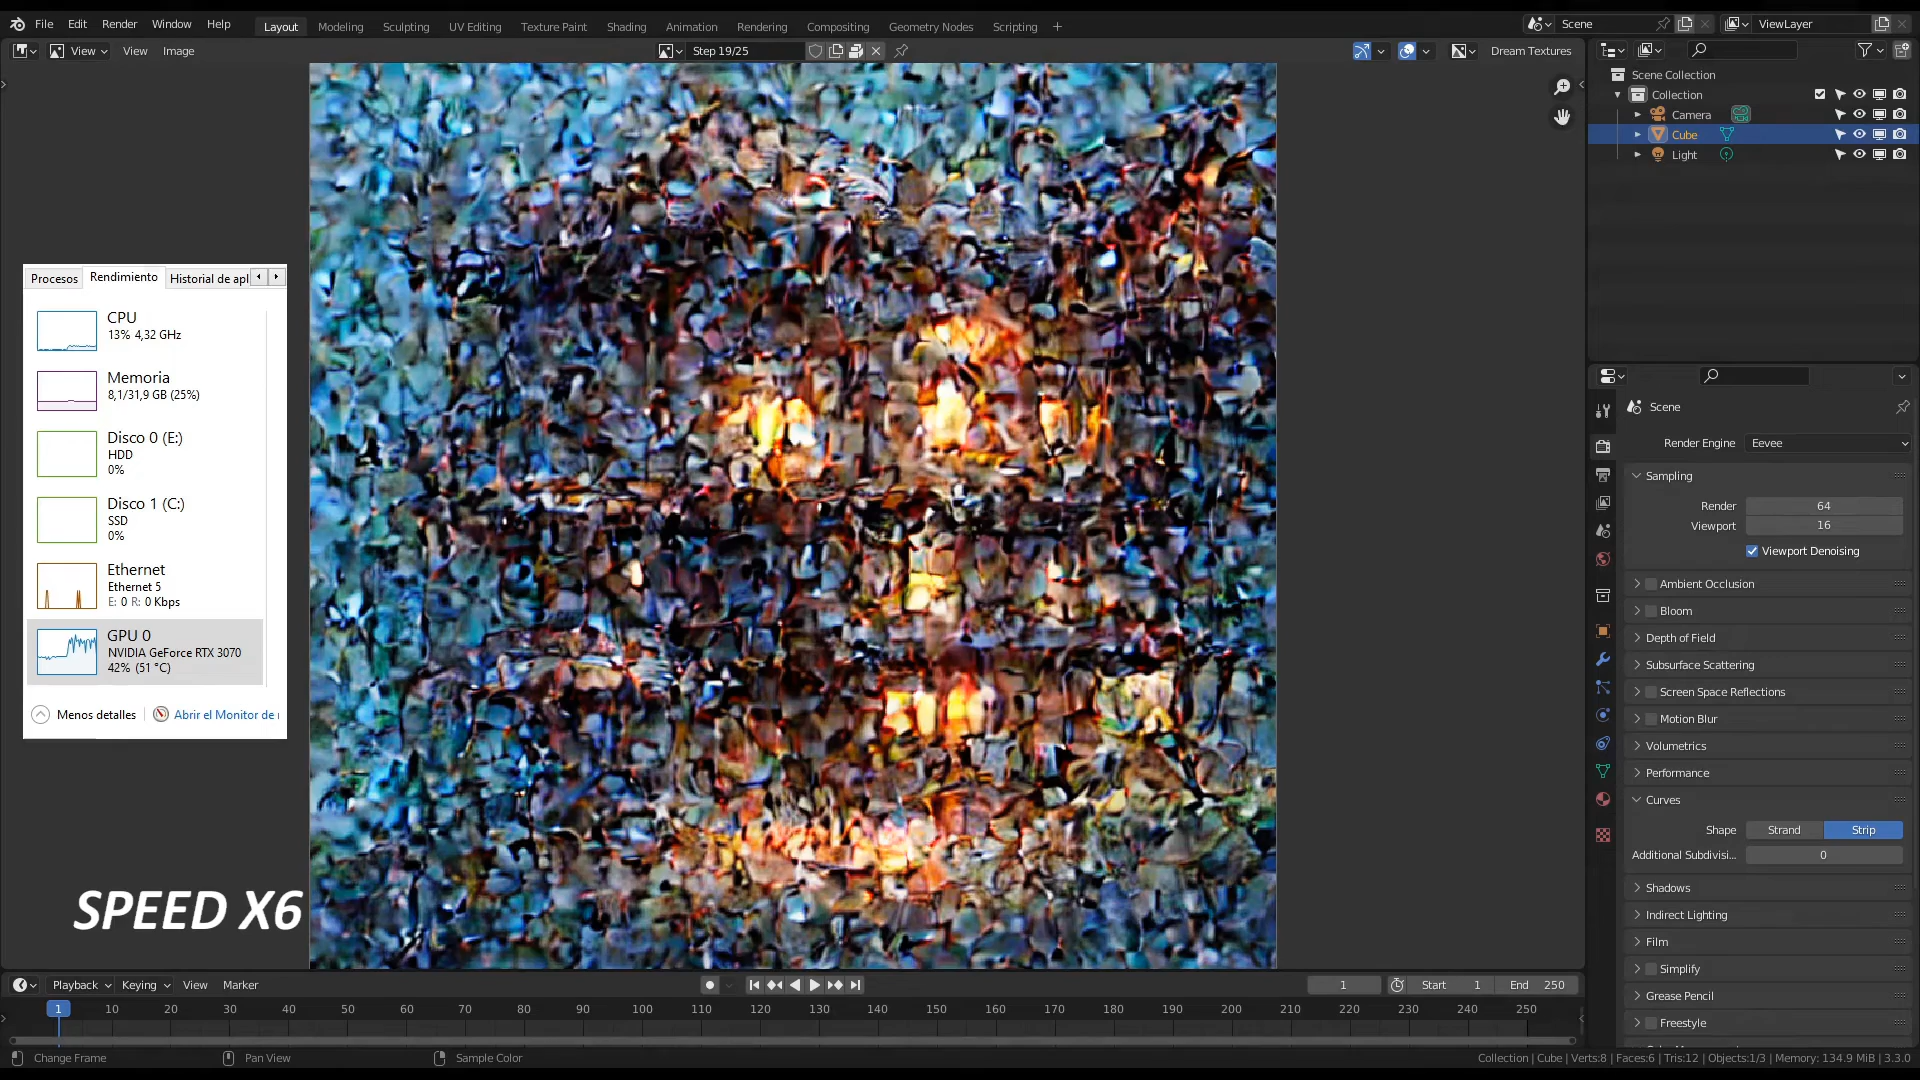 File Edit Render Window Help
Layout Modeling Sculpting UV Editing Texture Paint Shading Animation Rendering Compositing Geometry Nodes Scripting +
Scene
ViewLayer
View View Image
Step 19/25
Dream Textures
Scene Collection
Collection
Camera
Cube
Light
Procesos Rendimiento Historial de apl
CPU
13% 4,32 GHz
Memoria
8,1/31,9 GB (25%)
Disco 0 (E:)
HDD
0%
Disco 1 (C:)
SSD
0%
Ethernet
Ethernet 5
E: 0 R: 0 Kbps
GPU 0
NVIDIA GeForce RTX 3070
42% (51 °C)
Menos detalles
Abrir el Monitor de
SPEED X6
Scene
Render Engine Eevee
Sampling
Render 64
Viewport 16
Viewport Denoising
Ambient Occlusion
Bloom
Depth of Field
Subsurface Scattering
Screen Space Reflections
Motion Blur
Volumetrics
Performance
Curves
Shape Strand Strip
Additional Subdivisi... 0
Shadows
Indirect Lighting
Film
Simplify
Grease Pencil
Freestyle
Playback Keying View Marker
1 Start 1 End 250
1 10 20 30 40 50 60 70 80 90 100 110 120 130 140 150 160 170 180 190 200 210 220 230 240 250
Change Frame Pan View Sample Color
Collection | Cube | Verts:8 | Faces:6 | Tris:12 | Objects:1/3 | Memory: 134.9 MiB | 3.3.0